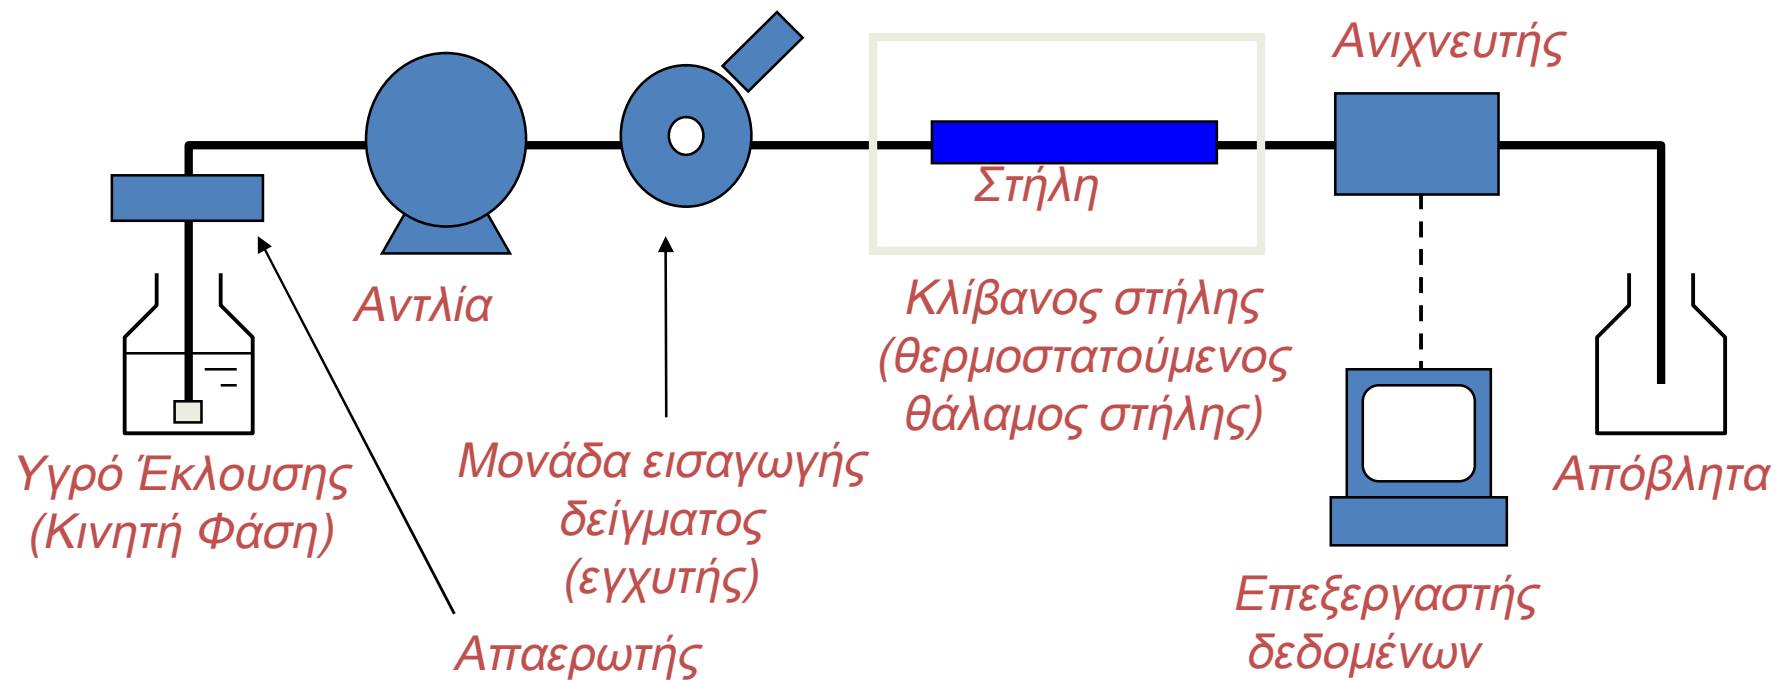 Ανιχνευτής
Στήλη
Αντλία
Κλίβανος στήλης
(θερμοστατούμενος
θάλαμος στήλης)
Υγρό Έκλουσης
(Κινητή Φάση)
Μονάδα εισαγωγής
δείγματος
(εγχυτής)
Απόβλητα
Απαερωτής
Επεξεργαστής
δεδομένων